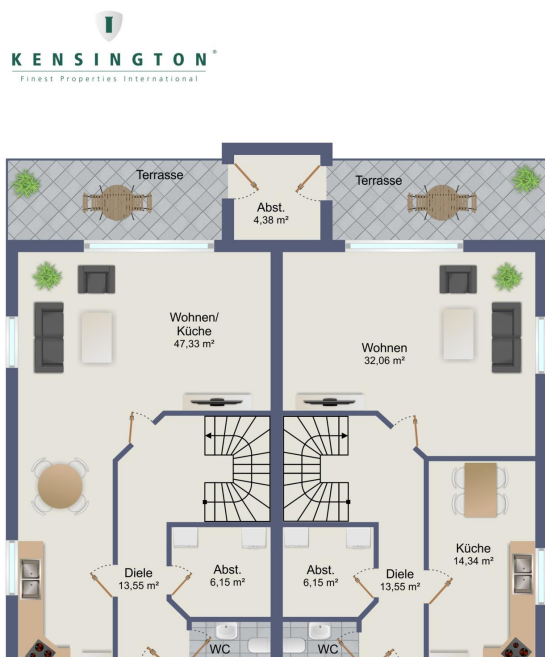 KENSINGTON®
Finest Properties International
Terrasse
Terrasse
Abst.
4,38 m²
Wohnen/
Küche
47,33 m²
Wohnen
32,06 m²
Diele
13,55 m²
Abst.
6,15 m²
Abst.
6,15 m²
Diele
13,55 m²
Küche
14,34 m²
WC
WC